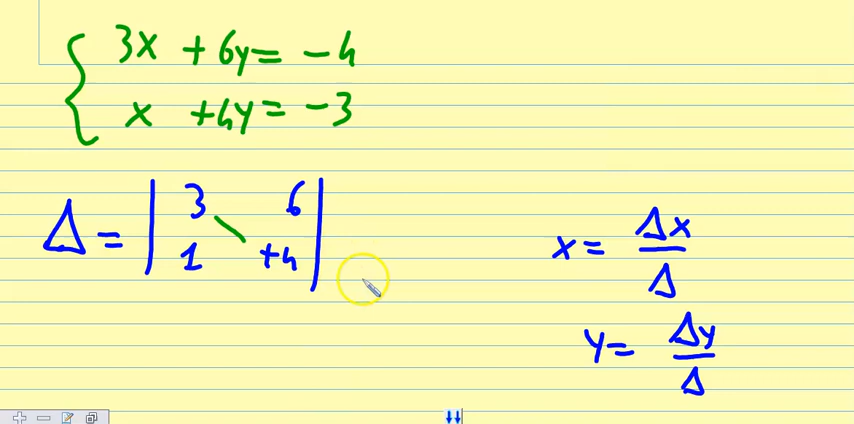 3x + 6y = -4
x + 4y = -3
Δ = | 3 6 |
| 1 +4 |
x = Δx / Δ
y = Δy / Δ